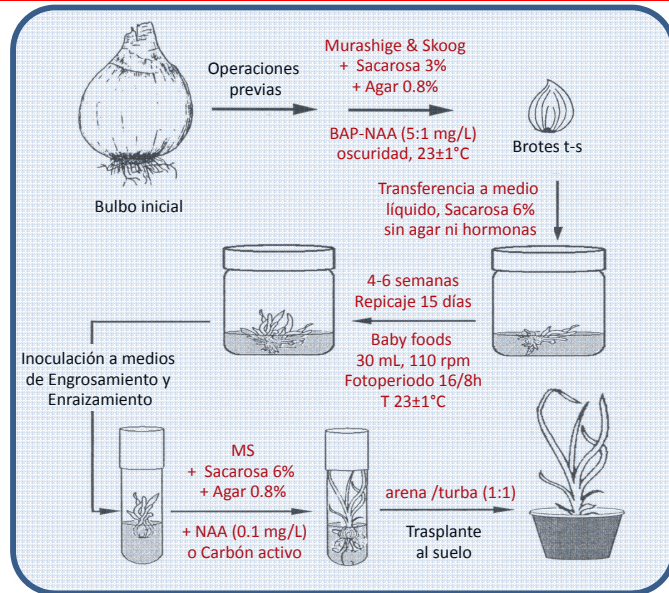 Operaciones
previas
Murashige & Skoog
+ Sacarosa 3%
+ Agar 0.8%
BAP-NAA (5:1 mg/L)
oscuridad, 23±1°C
Bulbo inicial
Brotes t-s
Transferencia a medio
líquido, Sacarosa 6%
sin agar ni hormonas
4-6 semanas
Repicaje 15 días
Baby foods
30 mL, 110 rpm
Fotoperiodo 16/8h
T 23±1°C
Inoculación a medios
de Engrosamiento y
Enraizamiento
MS
+ Sacarosa 6%
+ Agar 0.8%
+ NAA (0.1 mg/L)
o Carbón activo
arena /turba (1:1)
Trasplante
al suelo